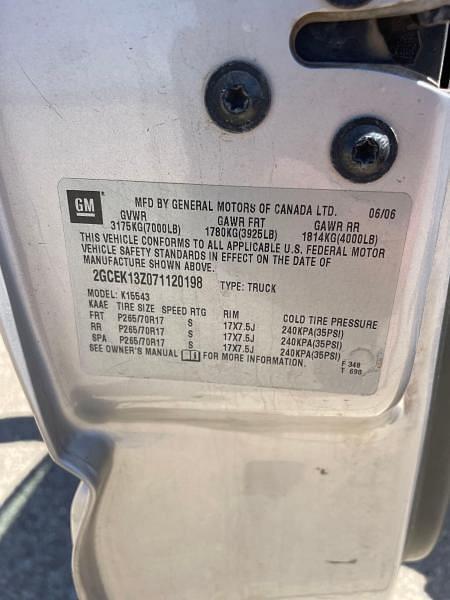 GM
MFD BY GENERAL MOTORS OF CANADA LTD. 06/06
GVWR GAWR FRT GAWR RR
3175KG(7000LB) 1780KG(3925LB) 1814KG(4000LB)
THIS VEHICLE CONFORMS TO ALL APPLICABLE U.S. FEDERAL MOTOR
VEHICLE SAFETY STANDARDS IN EFFECT ON THE DATE OF
MANUFACTURE SHOWN ABOVE.
2GCEK13Z071120198 TYPE: TRUCK
MODEL: K15543
KAAE TIRE SIZE SPEED RTG RIM COLD TIRE PRESSURE
FRT P265/70R17 S 17X7.5J 240KPA(35PSI)
RR P265/70R17 S 17X7.5J 240KPA(35PSI)
SPA P265/70R17 S 17X7.5J 240KPA(35PSI)
SEE OWNER'S MANUAL FOR MORE INFORMATION. F 348
T 690